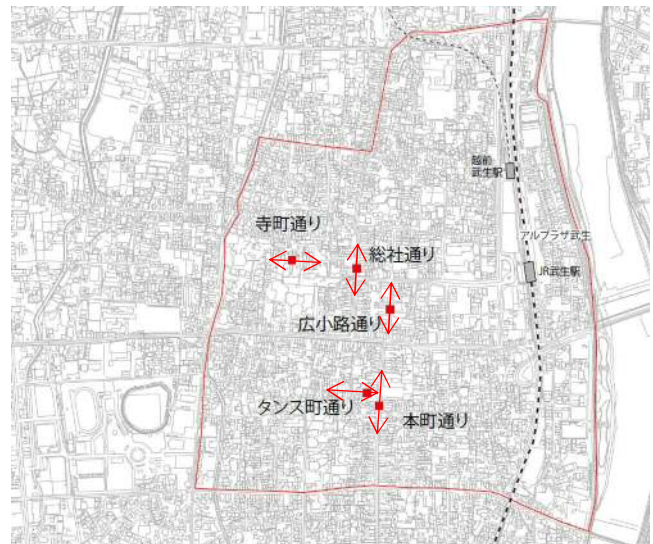 越前
武生駅
寺町通り
アルプラザ武生
総社通り
JR武生駅
広小路通り
タンス町通り
本町通り